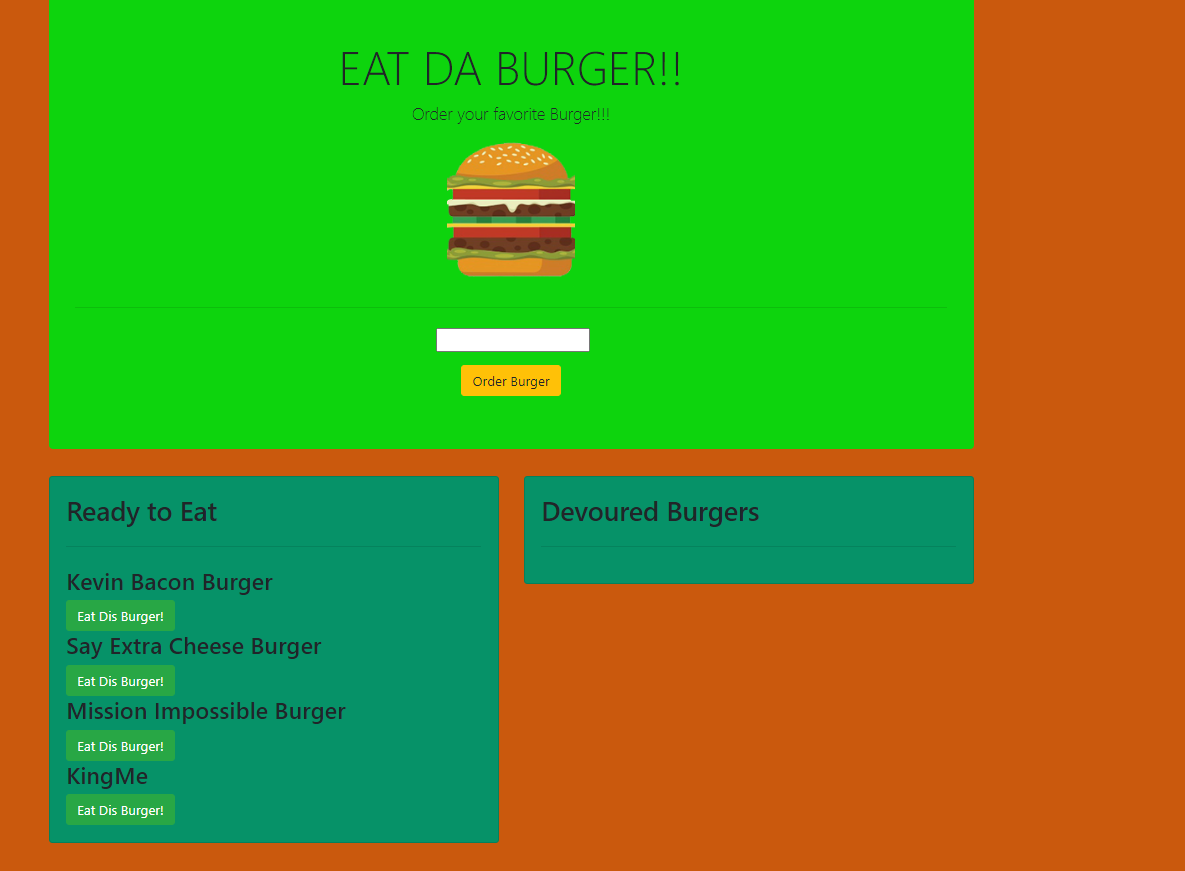 EAT DA BURGER!!
Order your favorite Burger!!!
Order Burger
Ready to Eat
Kevin Bacon Burger
Eat Dis Burger!
Say Extra Cheese Burger
Eat Dis Burger!
Mission Impossible Burger
Eat Dis Burger!
KingMe
Eat Dis Burger!
Devoured Burgers